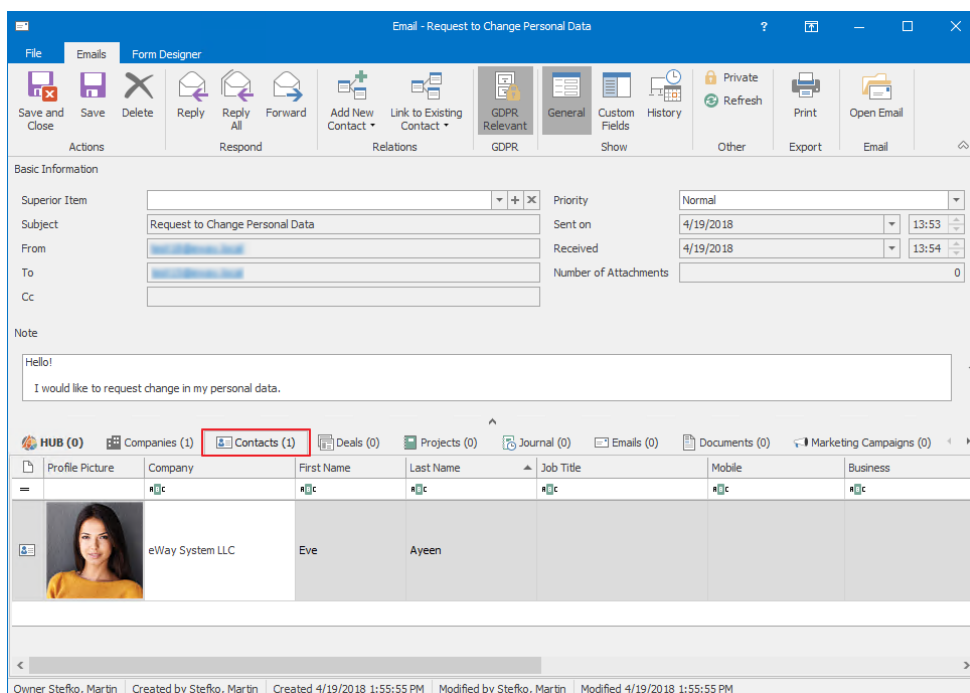 Email - Request to Change Personal Data ?
File Emails Form Designer
Save and Close Save Delete Reply Reply All Forward Add New Contact Link to Existing Contact GDPR Relevant General Custom Fields History Private Refresh Print Open Email
Actions Respond Relations GDPR Show Other Export Email
Basic Information
Superior Item Priority Normal
Subject Request to Change Personal Data Sent on 4/19/2018 13:53
From Received 4/19/2018 13:54
To Number of Attachments 0
Cc
Note
Hello!
I would like to request change in my personal data.
HUB (0) Companies (1) Contacts (1) Deals (0) Projects (0) Journal (0) Emails (0) Documents (0) Marketing Campaigns (0)
Profile Picture Company First Name Last Name Job Title Mobile Business
= ABC ABC ABC ABC ABC ABC
eWay System LLC Eve Ayeen
Owner Stefko, Martin Created by Stefko, Martin Created 4/19/2018 1:55:55 PM Modified by Stefko, Martin Modified 4/19/2018 1:55:55 PM